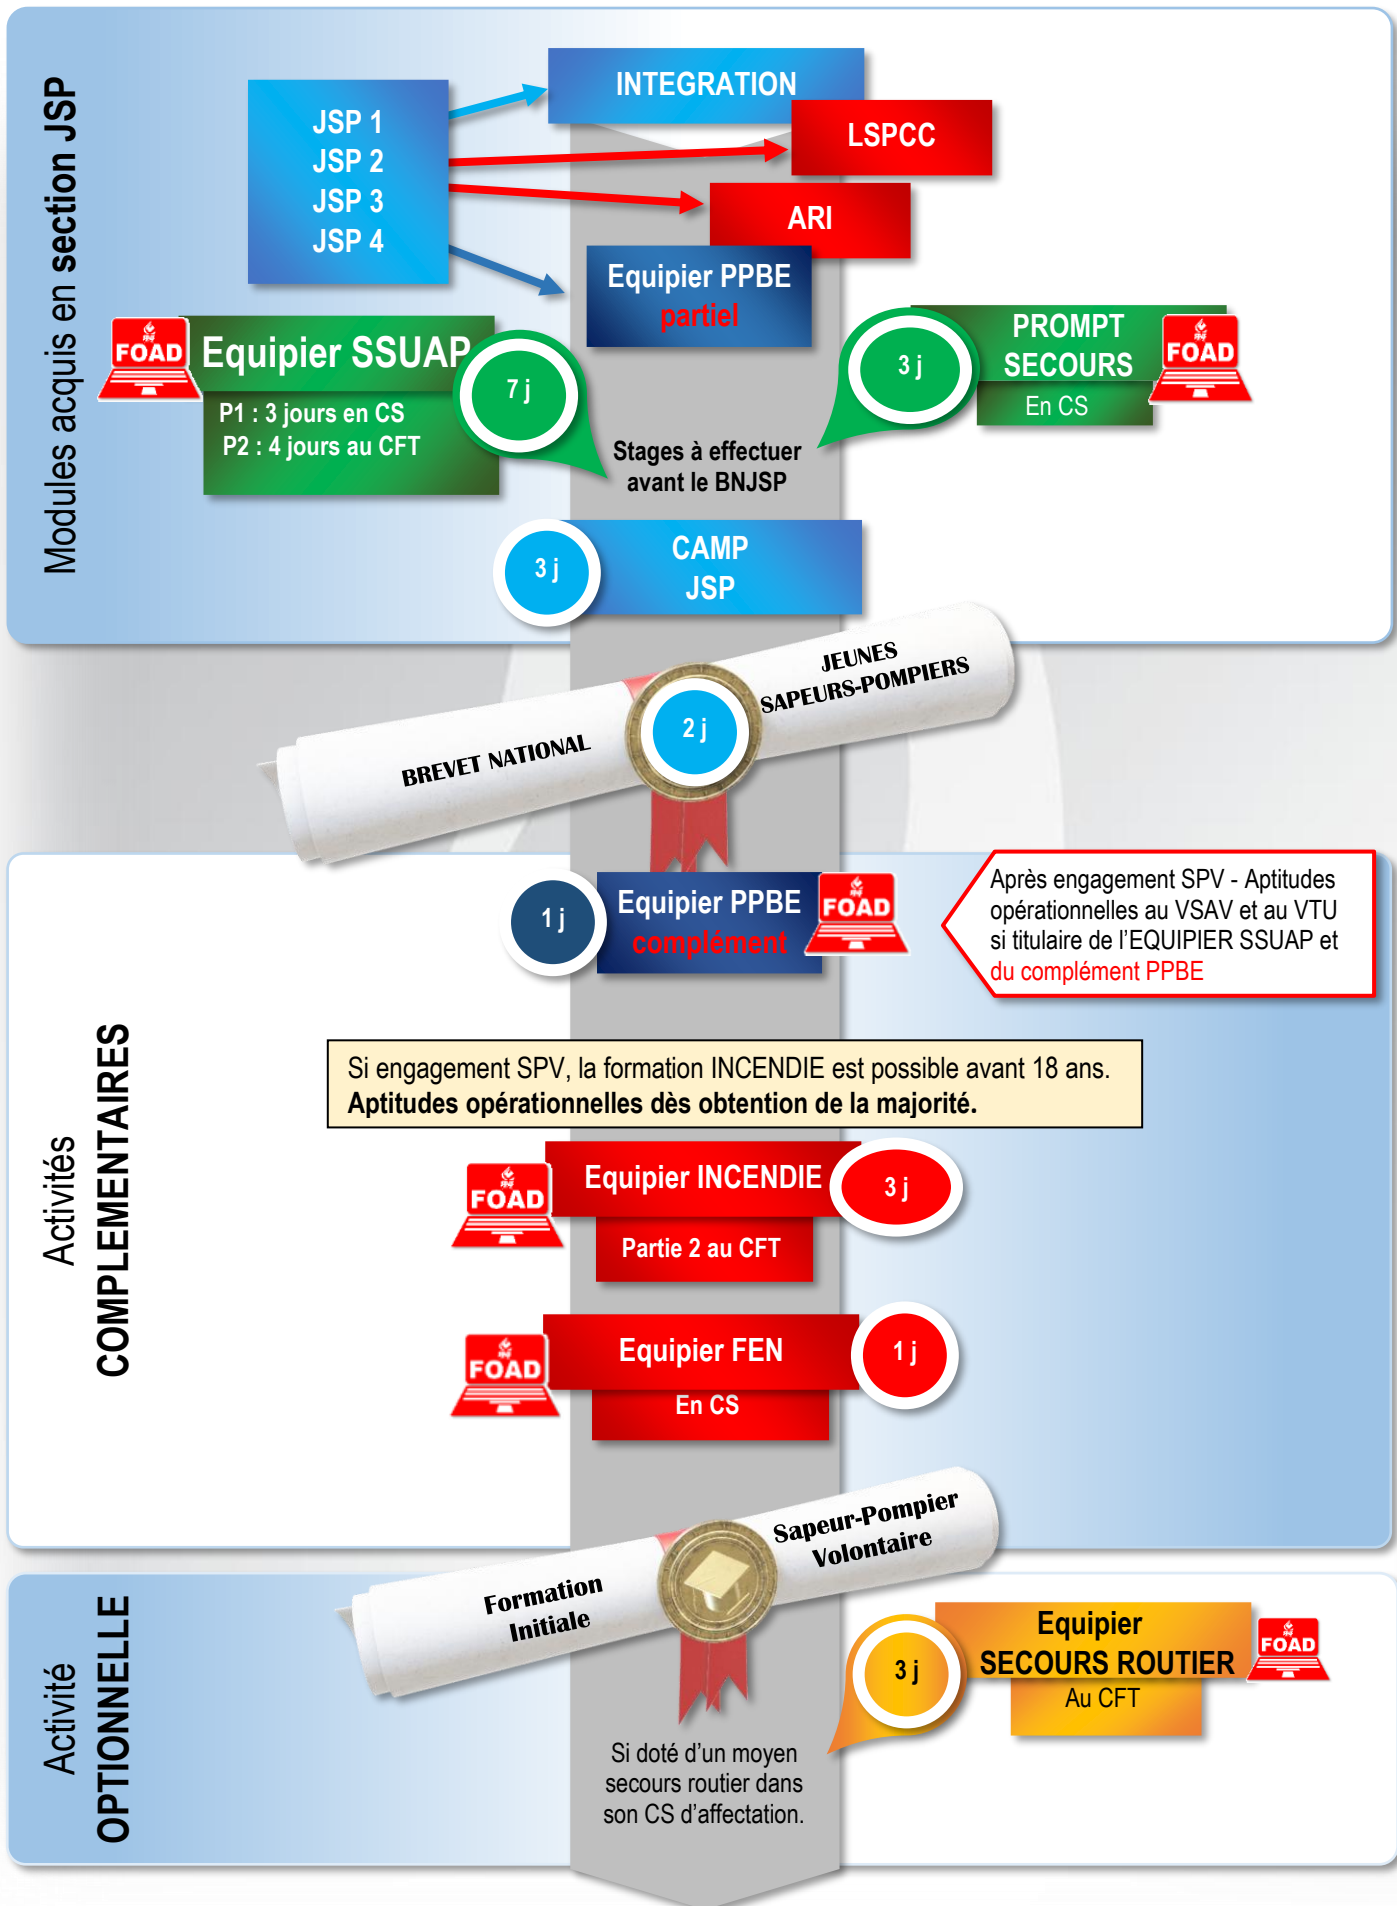 Modules acquis en section JSP
JSP 1
JSP 2
JSP 3
JSP 4
INTEGRATION
LSPCC
ARI
Equipier PPBE
partiel
FOAD
Equipier SSUAP
P1 : 3 jours en CS
P2 : 4 jours au CFT
7 j
3 j
PROMPT
SECOURS
En CS
FOAD
Stages à effectuer
avant le BNJSP
3 j
CAMP
JSP
BREVET NATIONAL
2 j
JEUNES
SAPEURS-POMPIERS
Activités
COMPLEMENTAIRES
1 j
Equipier PPBE
complément
FOAD
Après engagement SPV - Aptitudes
opérationnelles au VSAV et au VTU
si titulaire de l'EQUIPIER SSUAP et
du complément PPBE
Si engagement SPV, la formation INCENDIE est possible avant 18 ans.
Aptitudes opérationnelles dès obtention de la majorité.
FOAD
Equipier INCENDIE
3 j
Partie 2 au CFT
FOAD
Equipier FEN
1 j
En CS
Formation
Initiale
Sapeur-Pompier
Volontaire
Activité
OPTIONNELLE
3 j
Equipier
SECOURS ROUTIER
Au CFT
FOAD
Si doté d'un moyen
secours routier dans
son CS d'affectation.